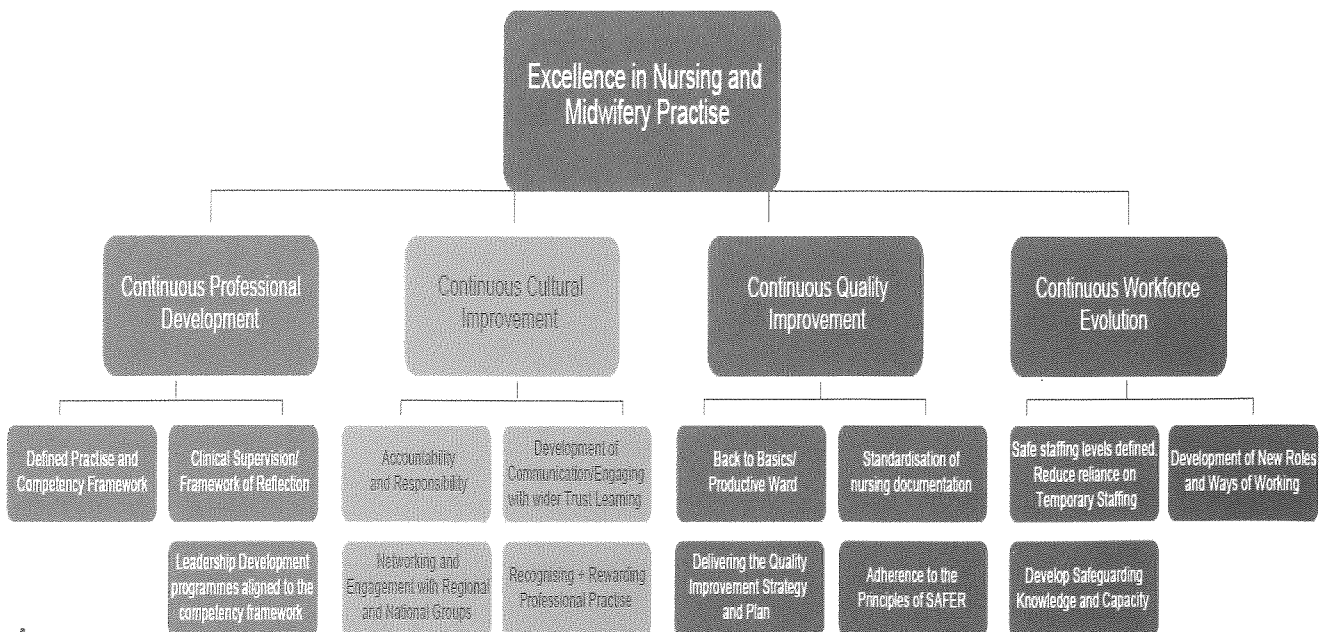 Excellence in Nursing and
Midwifery Practise
Continuous Professional
Development
Continuous Cultural
Improvement
Continuous Quality
Improvement
Continuous Workforce
Evolution
Defined Practise and
Competency Framework
Clinical Supervision/
Framework of Reflection
Accountability
and Responsibility
Development of
Communication/Engaging
with wider Trust Learning
Back to Basics/
Productive Ward
Standardisation of
nursing documentation
Safe staffing levels defined.
Reduce reliance on
Temporary Staffing
Development of New Roles
and Ways of Working
Leadership Development
programmes aligned to the
competency framework
Networking and
Engagement with Regional
and National Groups
Recognising + Rewarding
Professional Practise
Delivering the Quality
Improvement Strategy
and Plan
Adherence to the
Principles of SAFER
Develop Safeguarding
Knowledge and Capacity